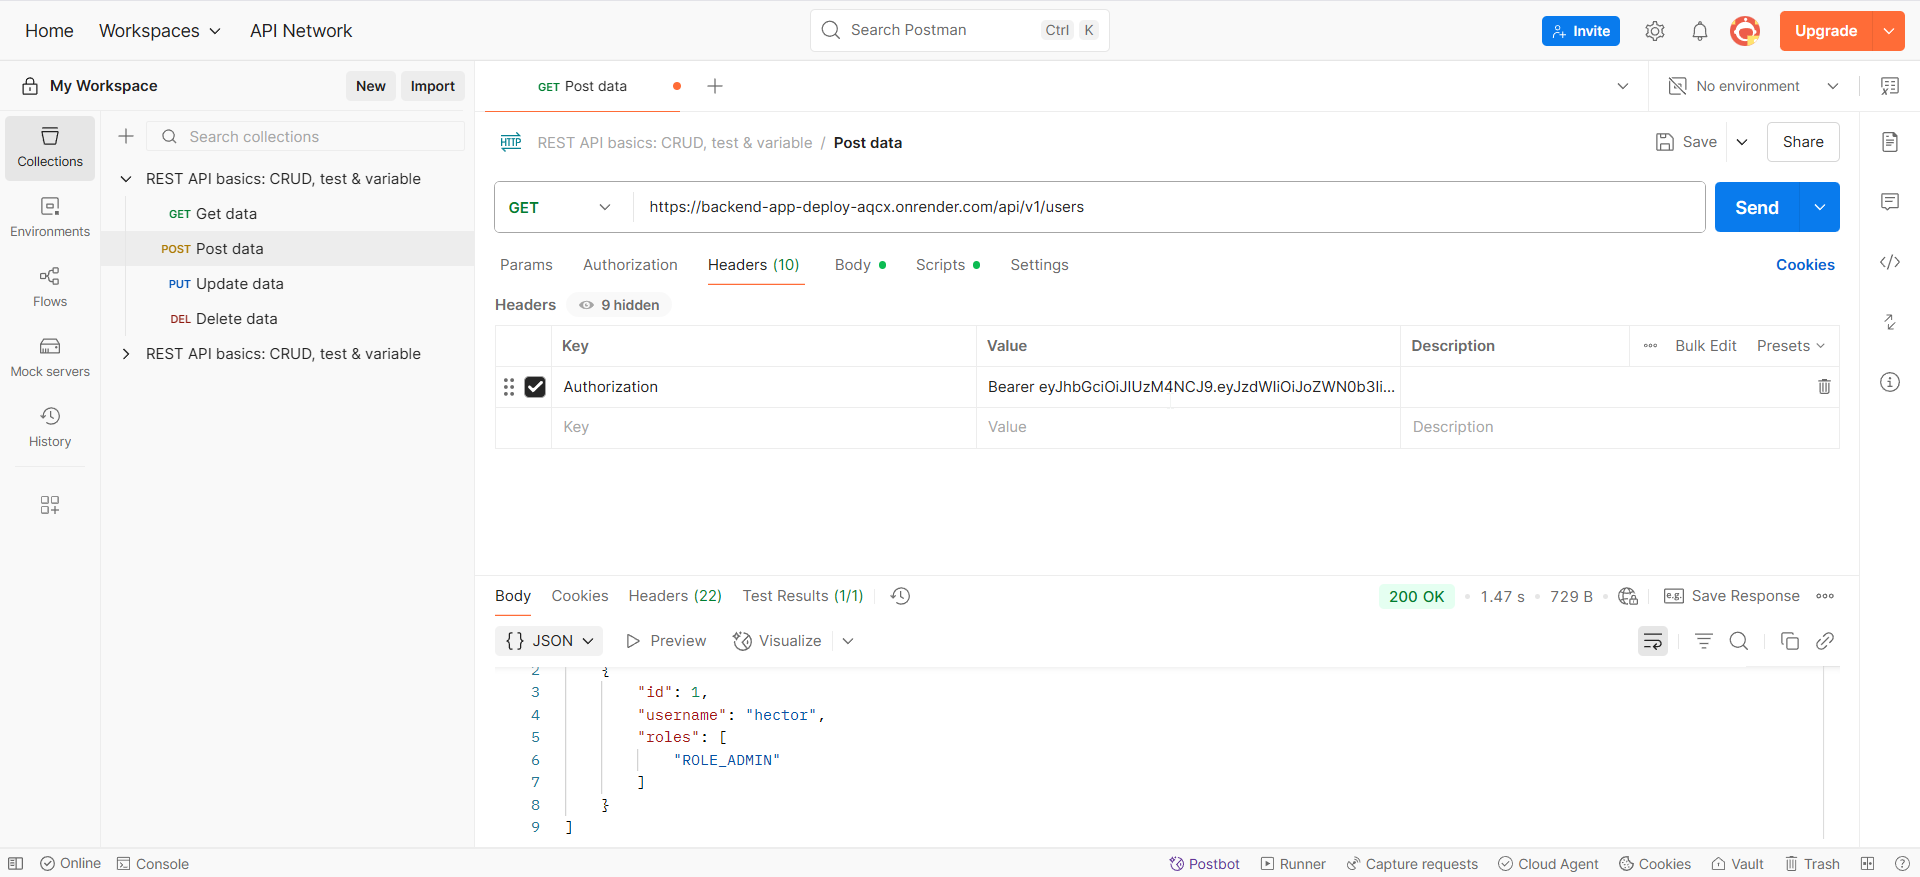 Home Workspaces API Network Search Postman Ctrl K Invite Upgrade
My Workspace New Import GET Post data No environment
Search collections
Collections
Environments
Flows
Mock servers
History
REST API basics: CRUD, test & variable
GET Get data
POST Post data
PUT Update data
DEL Delete data
REST API basics: CRUD, test & variable
HTTP REST API basics: CRUD, test & variable / Post data Save Share
GET https://backend-app-deploy-aqcx.onrender.com/api/v1/users Send
Params Authorization Headers (10) Body Scripts Settings Cookies
Headers 9 hidden
Key Value Description Bulk Edit Presets
Authorization Bearer eyJhbGciOiJIUzM4NCJ9.eyJzdWIiOiJoZWN0b3Ii...
Key Value Description
Body Cookies Headers (22) Test Results (1/1) 200 OK 1.47 s 729 B e.g. Save Response
{} JSON Preview Visualize
2 {
3 "id": 1,
4 "username": "hector",
5 "roles": [
6 "ROLE_ADMIN"
7 ]
8 }
9 ]
Online Console Postbot Runner Capture requests Cloud Agent Cookies Vault Trash